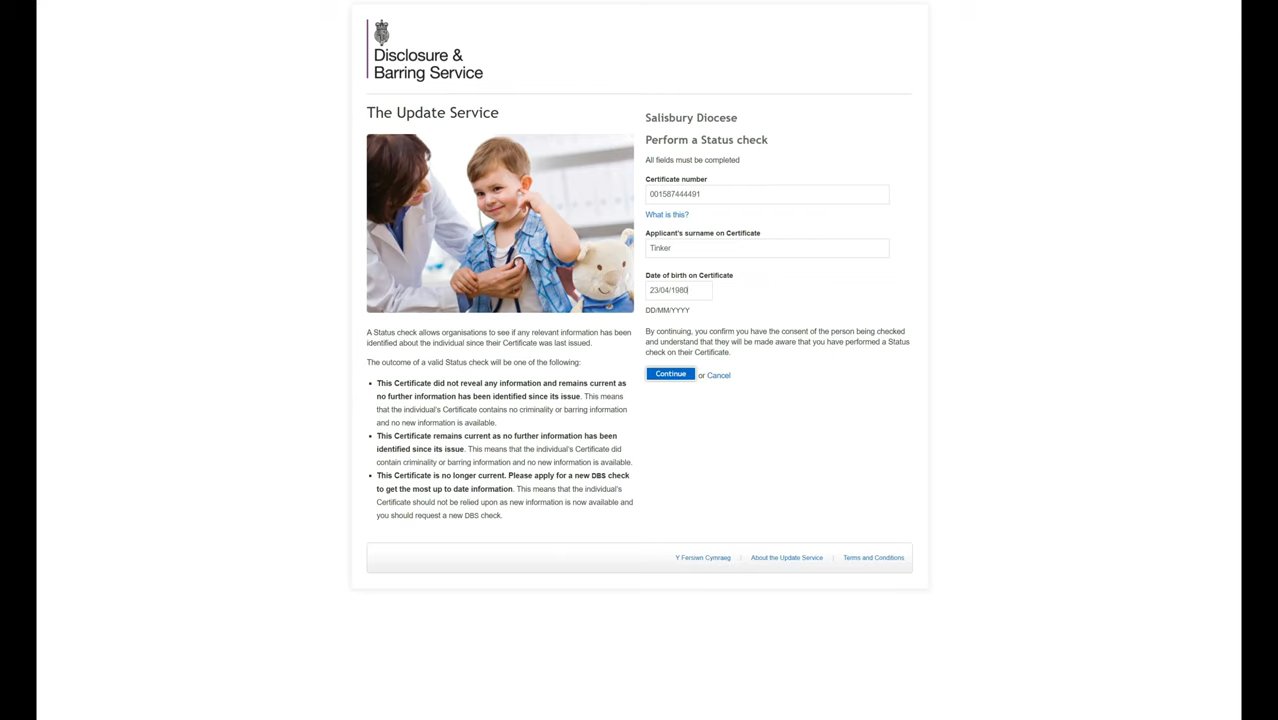 Disclosure &
Barring Service
The Update Service
A Status check allows organisations to see if any relevant information has been
identified about the individual since their Certificate was last issued.
The outcome of a valid Status check will be one of the following:
This Certificate did not reveal any information and remains current as
no further information has been identified since its issue. This means
that the individual's Certificate contains no criminality or barring information
and no new information is available.
This Certificate remains current as no further information has been
identified since its issue. This means that the individual's Certificate did
contain criminality or barring information and no new information is available.
This Certificate is no longer current. Please apply for a new DBS check
to get the most up to date information. This means that the individual's
Certificate should not be relied upon as new information is now available and
you should request a new DBS check.
Salisbury Diocese
Perform a Status check
All fields must be completed
Certificate number
001587444491
What is this?
Applicant's surname on Certificate
Tinker
Date of birth on Certificate
23/04/1980
DD/MM/YYYY
By continuing, you confirm you have the consent of the person being checked
and understand that they will be made aware that you have performed a Status
check on their Certificate.
Continue or Cancel
Y Fersiwn Cymraeg | About the Update Service | Terms and Conditions